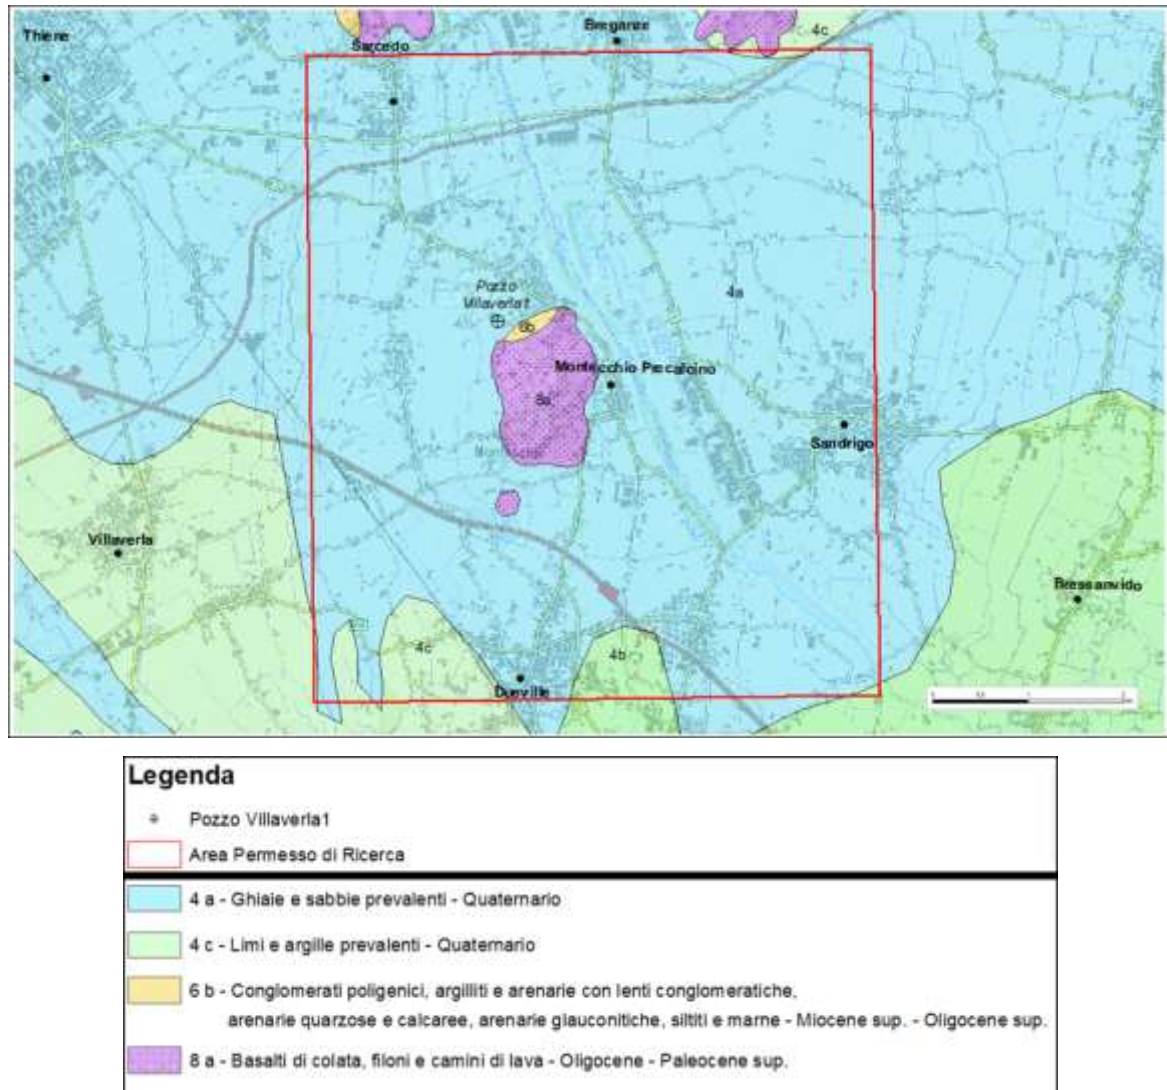 Thiene
Breganze
Sarcedo
4c
Pozzo
Villaverla1
4a
6b
Montecchio Precalcino
8a
Sandrigo
Villaverla
Bressanvido
4c
4b
Dueville
Legenda
Pozzo Villaverla1
Area Permesso di Ricerca
4 a - Ghiaie e sabbie prevalenti - Quaternario
4 c - Limi e argille prevalenti - Quaternario
6 b - Conglomerati poligenici, argilliti e arenarie con lenti conglomeratiche,
arenarie quarzose e calcaree, arenarie glauconitiche, siltiti e marne - Miocene sup. - Oligocene sup.
8 a - Basalti di colata, filoni e camini di lava - Oligocene - Paleocene sup.